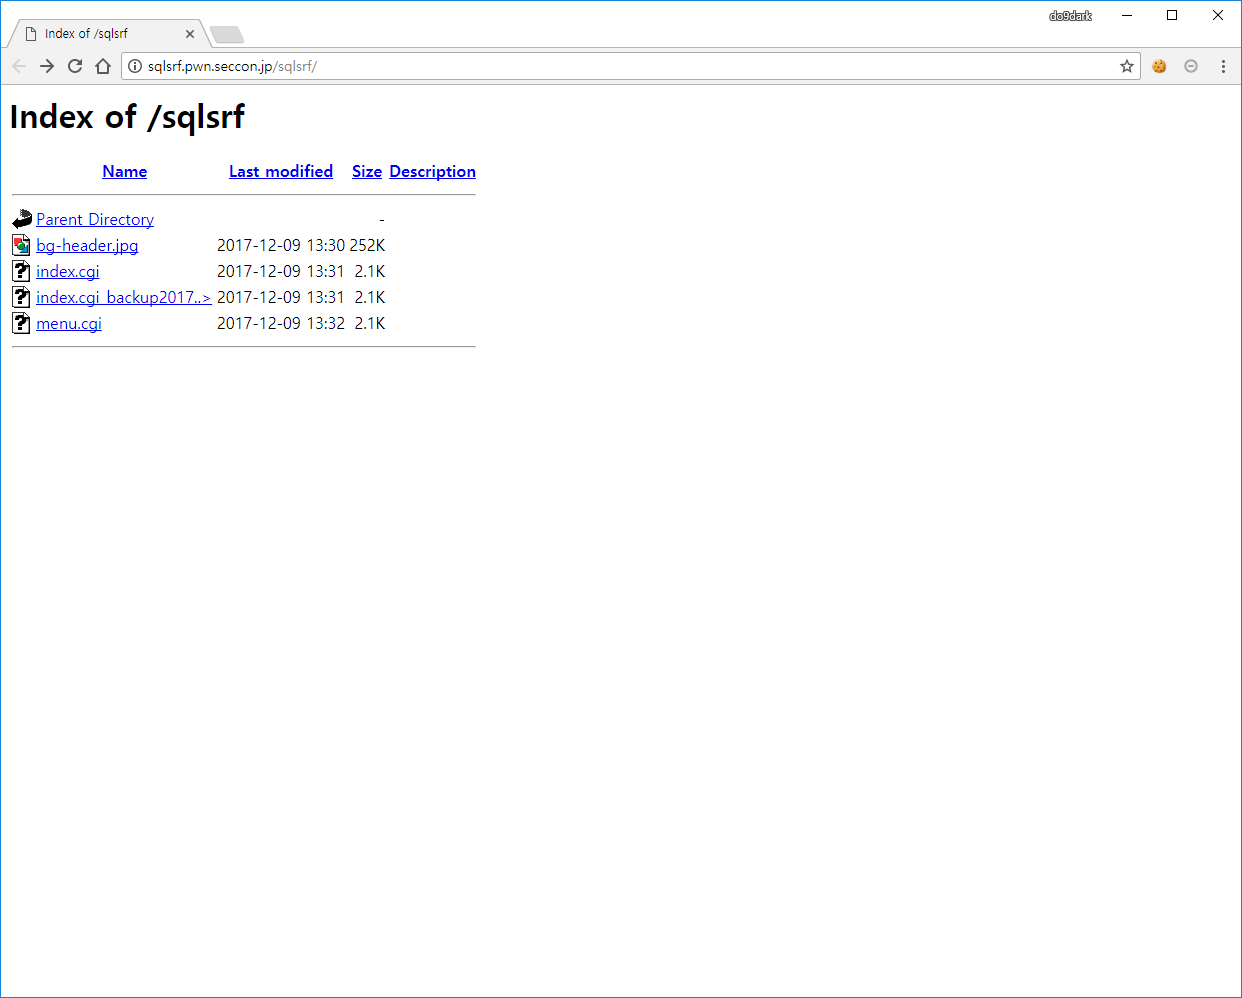 do9dark
Index of /sqlsrf
sqlsrf.pwn.seccon.jp/sqlsrf/
Index of /sqlsrf
Name Last modified Size Description
Parent Directory -
bg-header.jpg 2017-12-09 13:30 252K
index.cgi 2017-12-09 13:31 2.1K
index.cgi_backup2017..> 2017-12-09 13:31 2.1K
menu.cgi 2017-12-09 13:32 2.1K